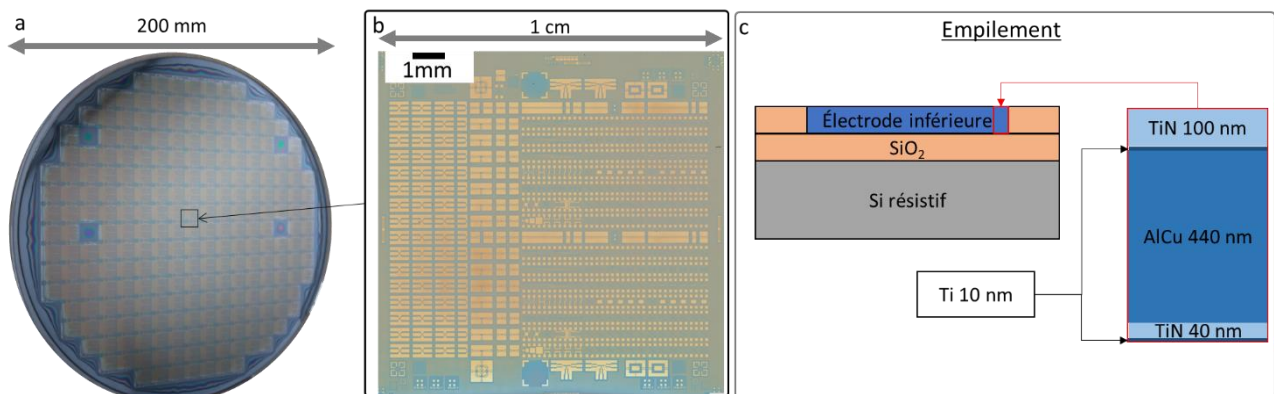 a
200 mm
b
1 cm
1mm
c
Empilement
Électrode inférieure
SiO₂
Si résistif
TiN 100 nm
AlCu 440 nm
Ti 10 nm
TiN 40 nm